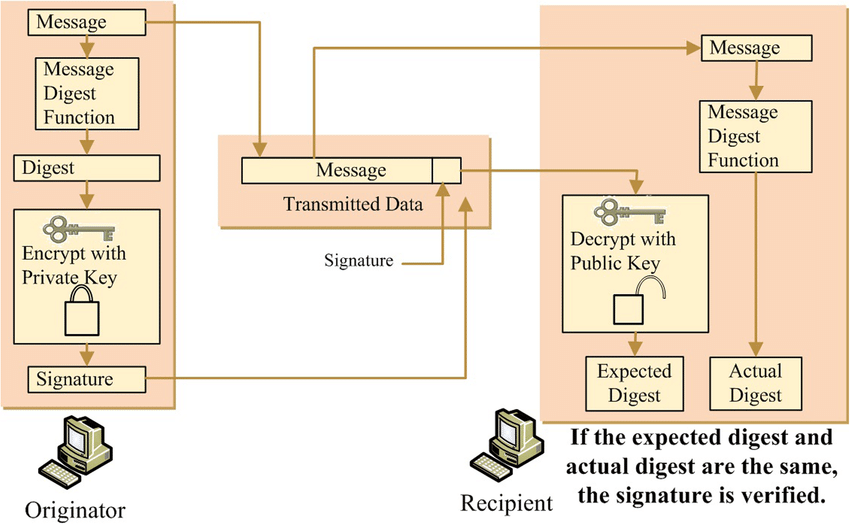 Message
Message
Digest
Function
Digest
Encrypt with
Private Key
Signature
Originator
Message
Transmitted Data
Signature
Message
Message
Digest
Function
Decrypt with
Public Key
Expected
Digest
Actual
Digest
Recipient
If the expected digest and
actual digest are the same,
the signature is verified.